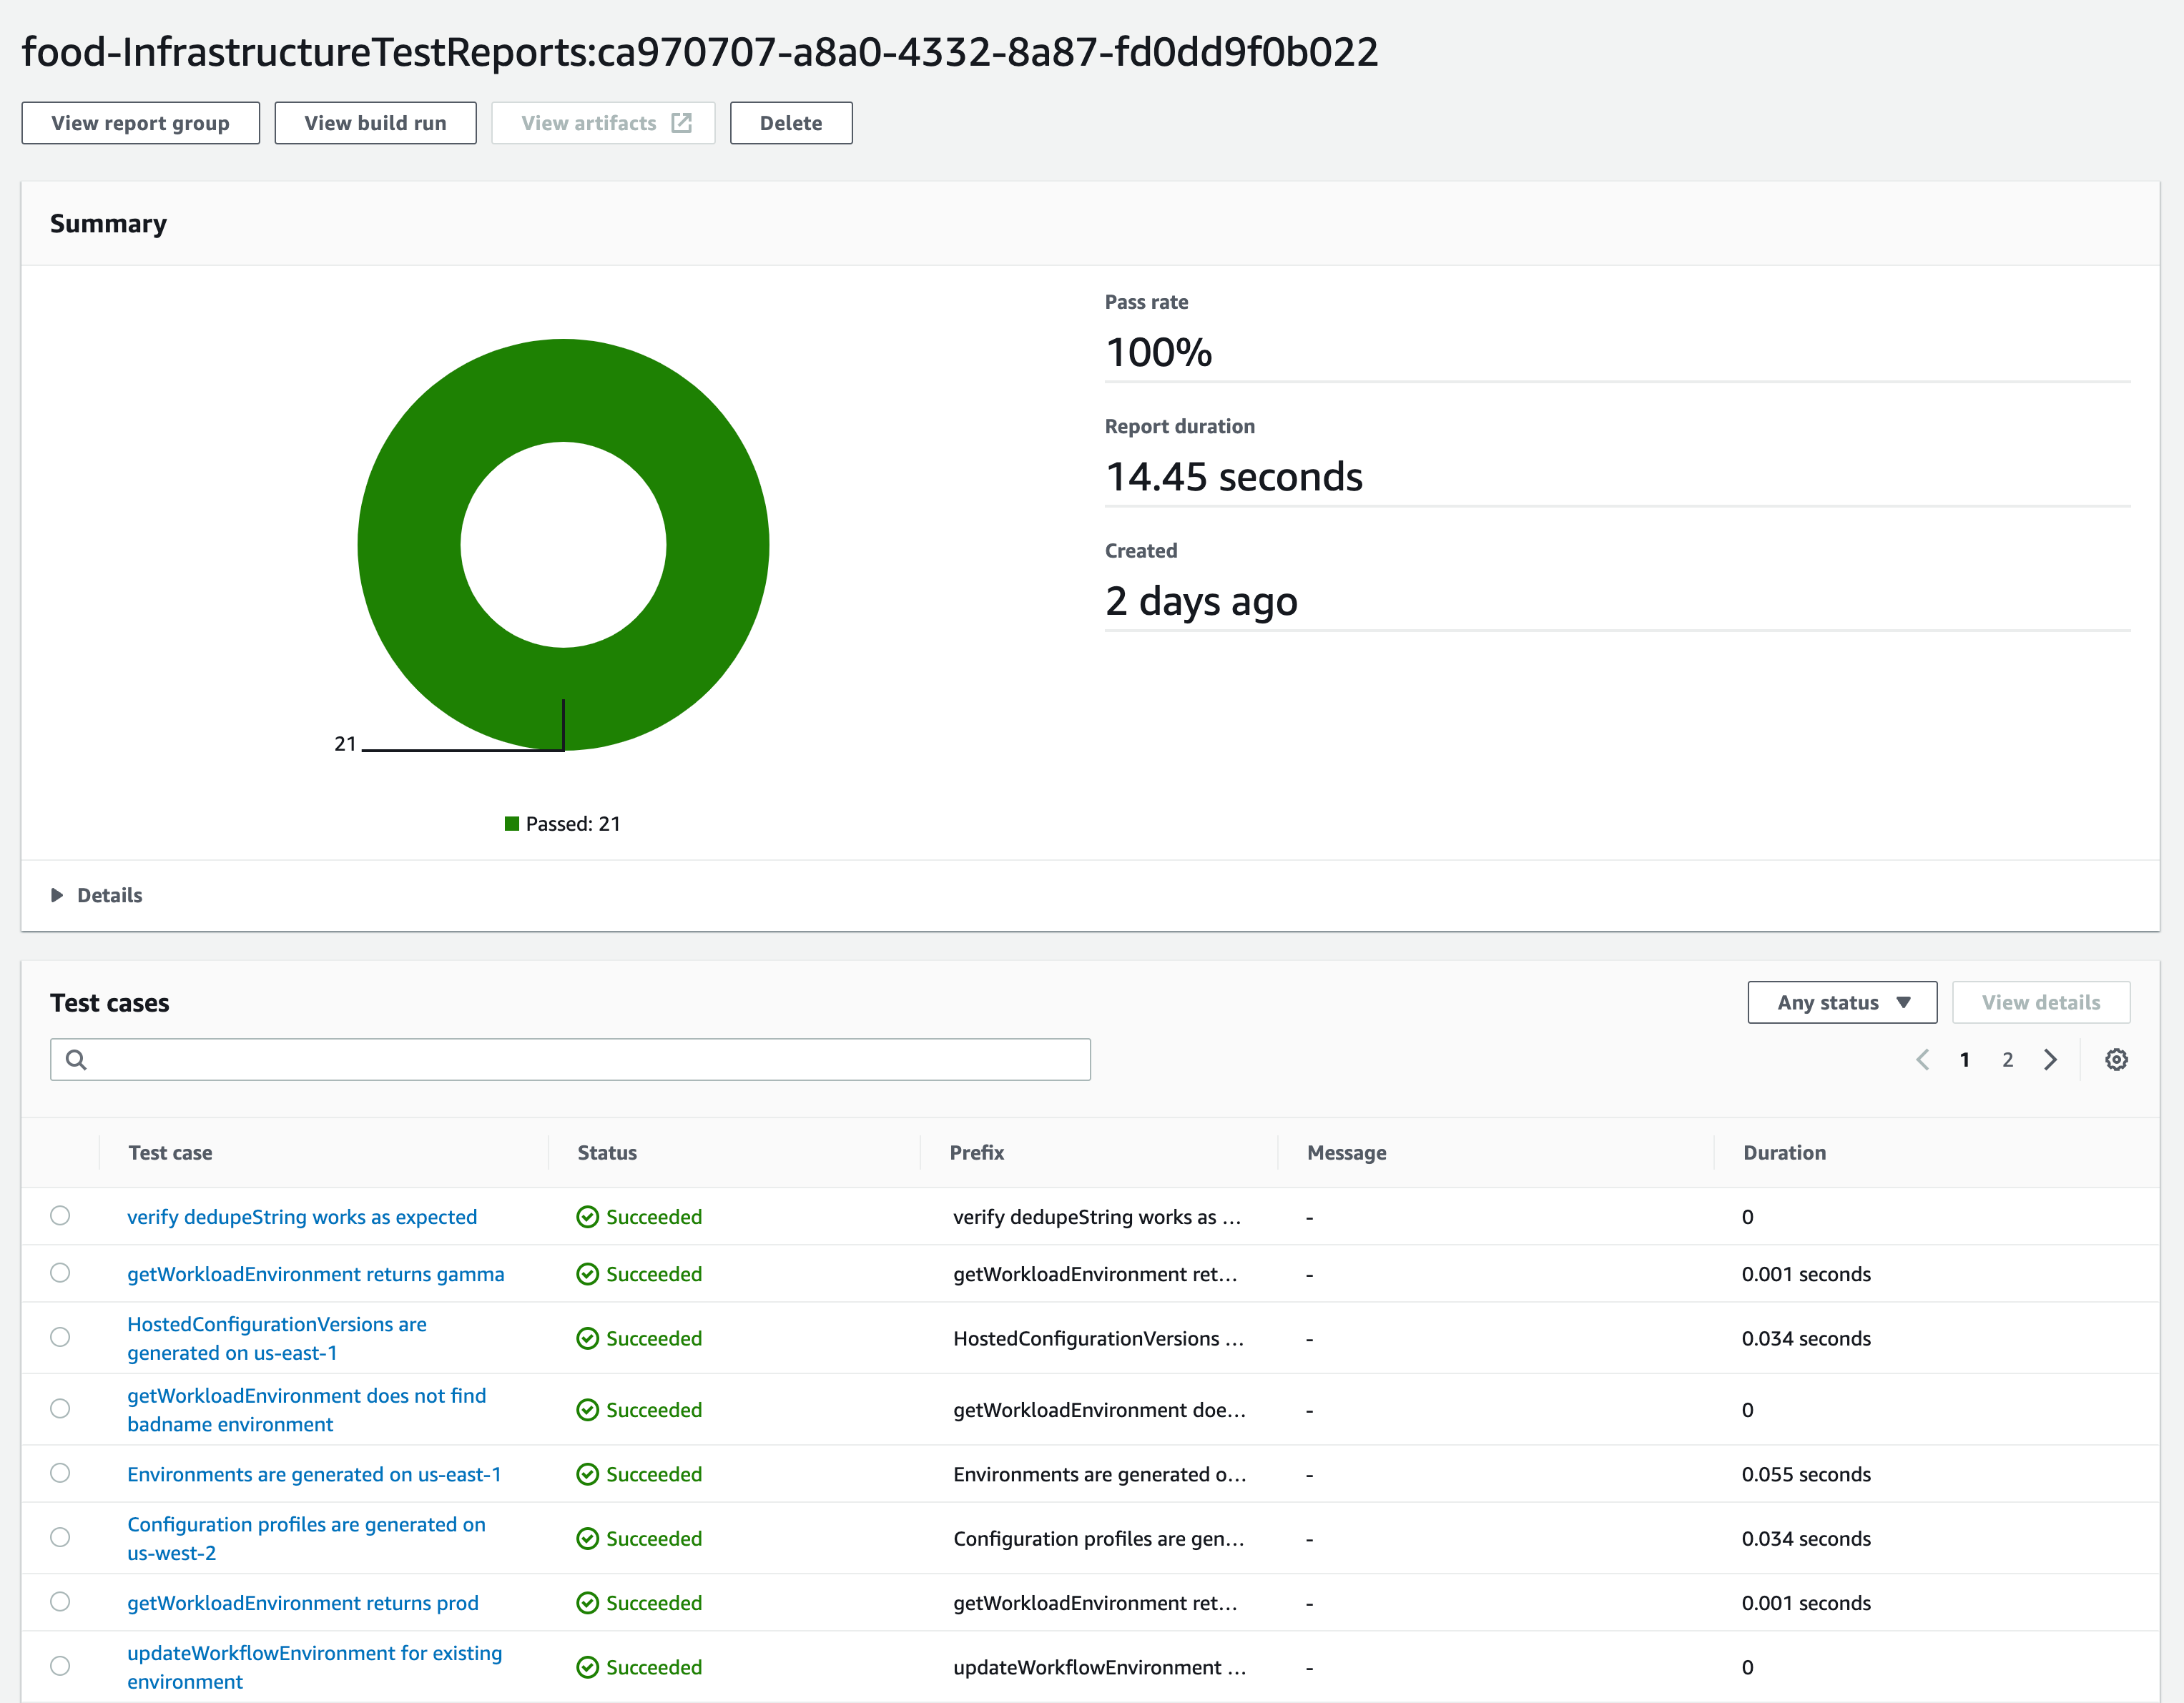 food-InfrastructureTestReports:ca970707-a8a0-4332-8a87-fd0dd9f0b022
View report group
View build run
View artifacts
Delete
Summary
Pass rate
100%
Report duration
14.45 seconds
Created
2 days ago
21
Passed: 21
Details
Test cases
Any status
View details
1
2
Test case
Status
Prefix
Message
Duration
verify dedupeString works as expected
Succeeded
verify dedupeString works as ...
-
0
getWorkloadEnvironment returns gamma
Succeeded
getWorkloadEnvironment ret...
-
0.001 seconds
HostedConfigurationVersions are
generated on us-east-1
Succeeded
HostedConfigurationVersions ...
-
0.034 seconds
getWorkloadEnvironment does not find
badname environment
Succeeded
getWorkloadEnvironment doe...
-
0
Environments are generated on us-east-1
Succeeded
Environments are generated o...
-
0.055 seconds
Configuration profiles are generated on
us-west-2
Succeeded
Configuration profiles are gen...
-
0.034 seconds
getWorkloadEnvironment returns prod
Succeeded
getWorkloadEnvironment ret...
-
0.001 seconds
updateWorkflowEnvironment for existing
environment
Succeeded
updateWorkflowEnvironment ...
-
0